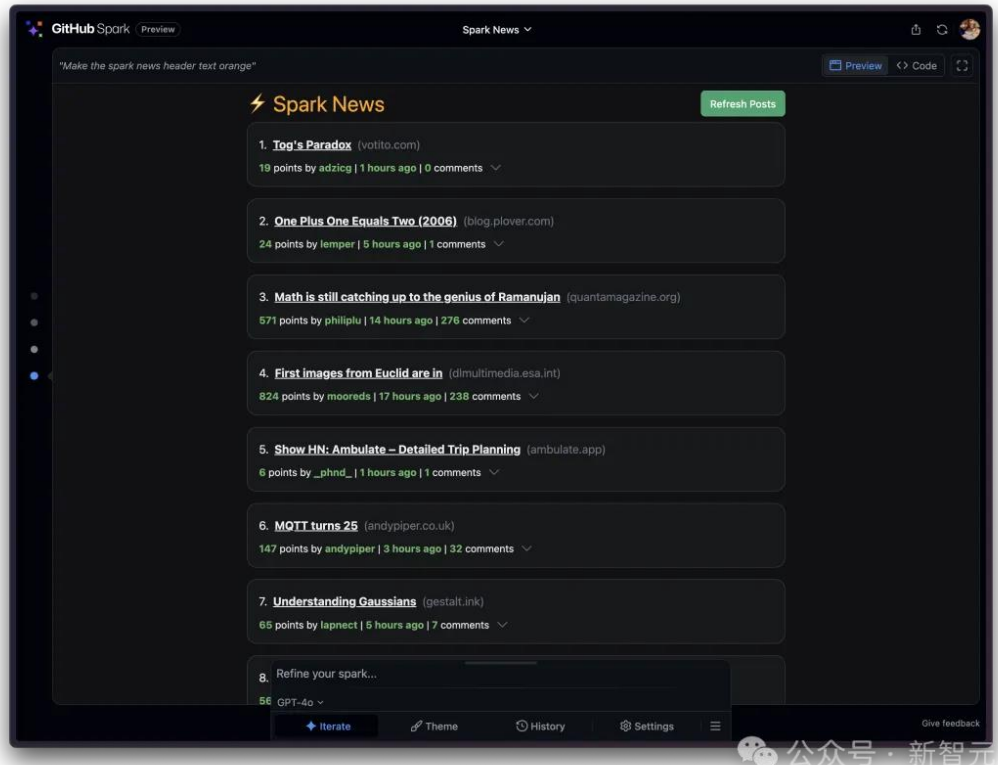 GitHub Spark Preview
Spark News
"Make the spark news header text orange"
Preview
Code
Spark News
Refresh Posts
1. Tog's Paradox (votito.com)
19 points by adzicg | 1 hours ago | 0 comments
2. One Plus One Equals Two (2006) (blog.plover.com)
24 points by lemper | 5 hours ago | 1 comments
3. Math is still catching up to the genius of Ramanujan (quantamagazine.org)
571 points by philiplu | 14 hours ago | 276 comments
4. First images from Euclid are in (dlmultimedia.esa.int)
824 points by mooreds | 17 hours ago | 238 comments
5. Show HN: Ambulate – Detailed Trip Planning (ambulate.app)
6 points by _phnd_ | 1 hours ago | 1 comments
6. MQTT turns 25 (andypiper.co.uk)
147 points by andypiper | 3 hours ago | 32 comments
7. Understanding Gaussians (gestalt.ink)
65 points by lapnect | 5 hours ago | 7 comments
8.
Refine your spark...
GPT-4o
Iterate
Theme
History
Settings
Give feedback
公众号 · 新智元